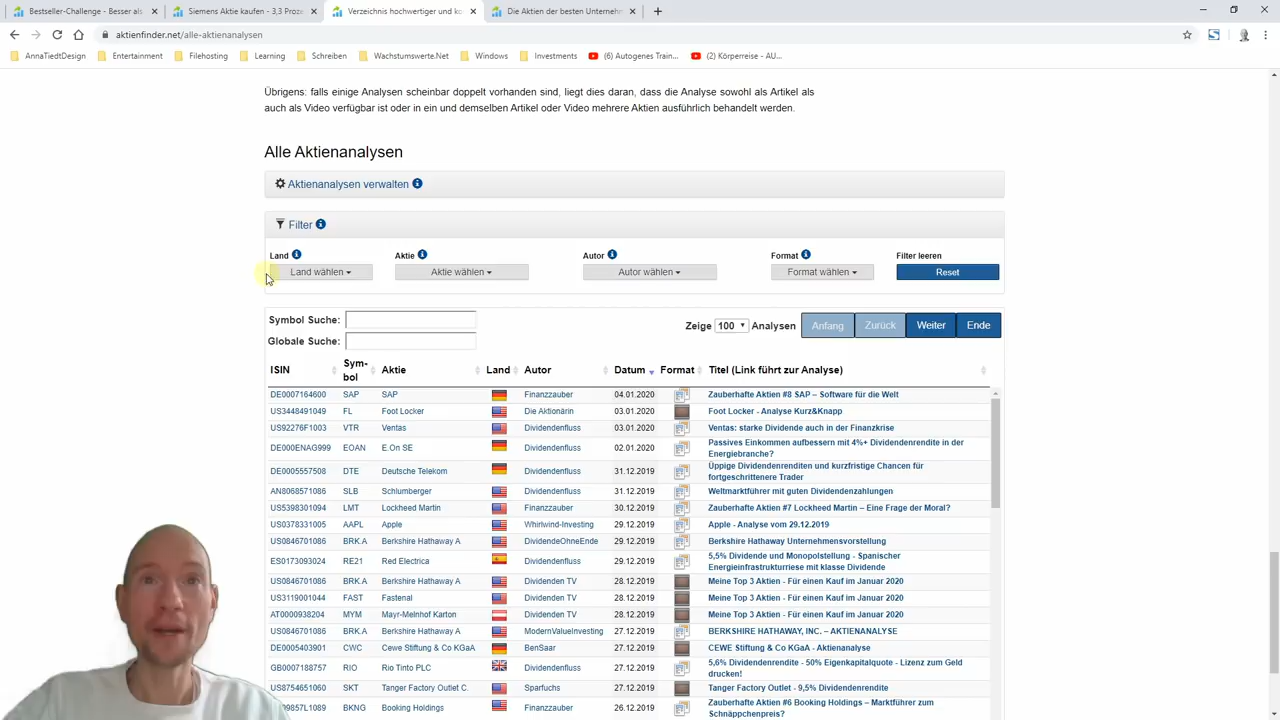 Bestseller-Challenge - Besser als
Siemens Aktie kaufen - 3,3 Proze
Verzeichnis hochwertiger und ko
Die Aktien der besten Unternehm
aktienfinder.net/alle-aktienanalysen
AnnaTiedtDesign
Entertainment
Filehosting
Learning
Schreiben
Wachstumswerte.Net
Windows
Investments
(6) Autogenes Train...
(2) Körperreise - AU...
Übrigens: falls einige Analysen scheinbar doppelt vorhanden sind, liegt dies daran, dass die Analyse sowohl als Artikel
als auch als Video verfügbar ist oder in ein und demselben Artikel oder Video mehrere Aktien ausführlich behandelt werden.
Alle Aktienanalysen
Aktienanalysen verwalten
Filter
Land Aktie Autor Format Filter leeren
Land wählen Aktie wählen Autor wählen Format wählen Reset
Symbol Suche:
Globale Suche:
Zeige 100 Analysen Anfang Zurück Weiter Ende
ISIN Sym-bol Aktie Land Autor Datum Format Titel (Link führt zur Analyse)
DE0007164600 SAP SAP Finanzzauber 04.01.2020 Zauberhafte Aktien #8 SAP – Software für die Welt
US3448491049 FL Foot Locker Die Aktionärin 03.01.2020 Foot Locker - Analyse Kurz&Knapp
US92276F1003 VTR Ventas Dividendenfluss 03.01.2020 Ventas: starke Dividende auch in der Finanzkrise
DE000ENAG999 EOAN E.On SE Dividendenfluss 02.01.2020 Passives Einkommen aufbessern mit 4%+ Dividendenrendite in der
Energiebranche?
DE0005557508 DTE Deutsche Telekom Dividendenfluss 31.12.2019 Üppige Dividendenrenditen und kurzfristige Chancen für
fortgeschrittenere Trader
AN8068571086 SLB Schlumberger Dividendenfluss 31.12.2019 Weltmarktführer mit guten Dividendenzahlungen
US5398301094 LMT Lockheed Martin Finanzzauber 30.12.2019 Zauberhafte Aktien #7 Lockheed Martin – Eine Frage der Moral?
US0378331005 AAPL Apple Whirlwind-Investing 29.12.2019 Apple - Analyse vom 29.12.2019
US0846701086 BRK.A Berkshire Hathaway A DividendeOhneEnde 29.12.2019 Berkshire Hathaway Unternehmensvorstellung
ES0173093024 RE21 Red Electrica Dividendenfluss 29.12.2019 5,5% Dividende und Monopolstellung - Spanischer
Energieinfrastrukturriese mit klasse Dividende
US0846701086 BRK.A Berkshire Hathaway A Dividenden TV 28.12.2019 Meine Top 3 Aktien - Für einen Kauf im Januar 2020
US3119001044 FAST Fastenal Dividenden TV 28.12.2019 Meine Top 3 Aktien - Für einen Kauf im Januar 2020
AT0000938204 MYM Mayr-Melnhof Karton Dividenden TV 28.12.2019 Meine Top 3 Aktien - Für einen Kauf im Januar 2020
US0846701086 BRK.A Berkshire Hathaway A ModernValueInvesting 27.12.2019 BERKSHIRE HATHAWAY, INC. – AKTIENANALYSE
DE0005403901 CWC Cewe Stiftung & Co KGaA BenSaar 27.12.2019 CEWE Stiftung & Co KGaA - Aktienanalyse
GB0007188757 RIO Rio Tinto PLC Dividendenfluss 27.12.2019 5,6% Dividendenrendite - 50% Eigenkapitalquote - Lizenz zum Geld
drucken!
US8754651060 SKT Tanger Factory Outlet C. Sparfuchs 27.12.2019 Tanger Factory Outlet - 9,5% Dividendenrendite
09857L1089 BKNG Booking Holdings Finanzzauber 26.12.2019 Zauberhafte Aktien #6 Booking Holdings – Marktführer zum
Schnäppchenpreis?